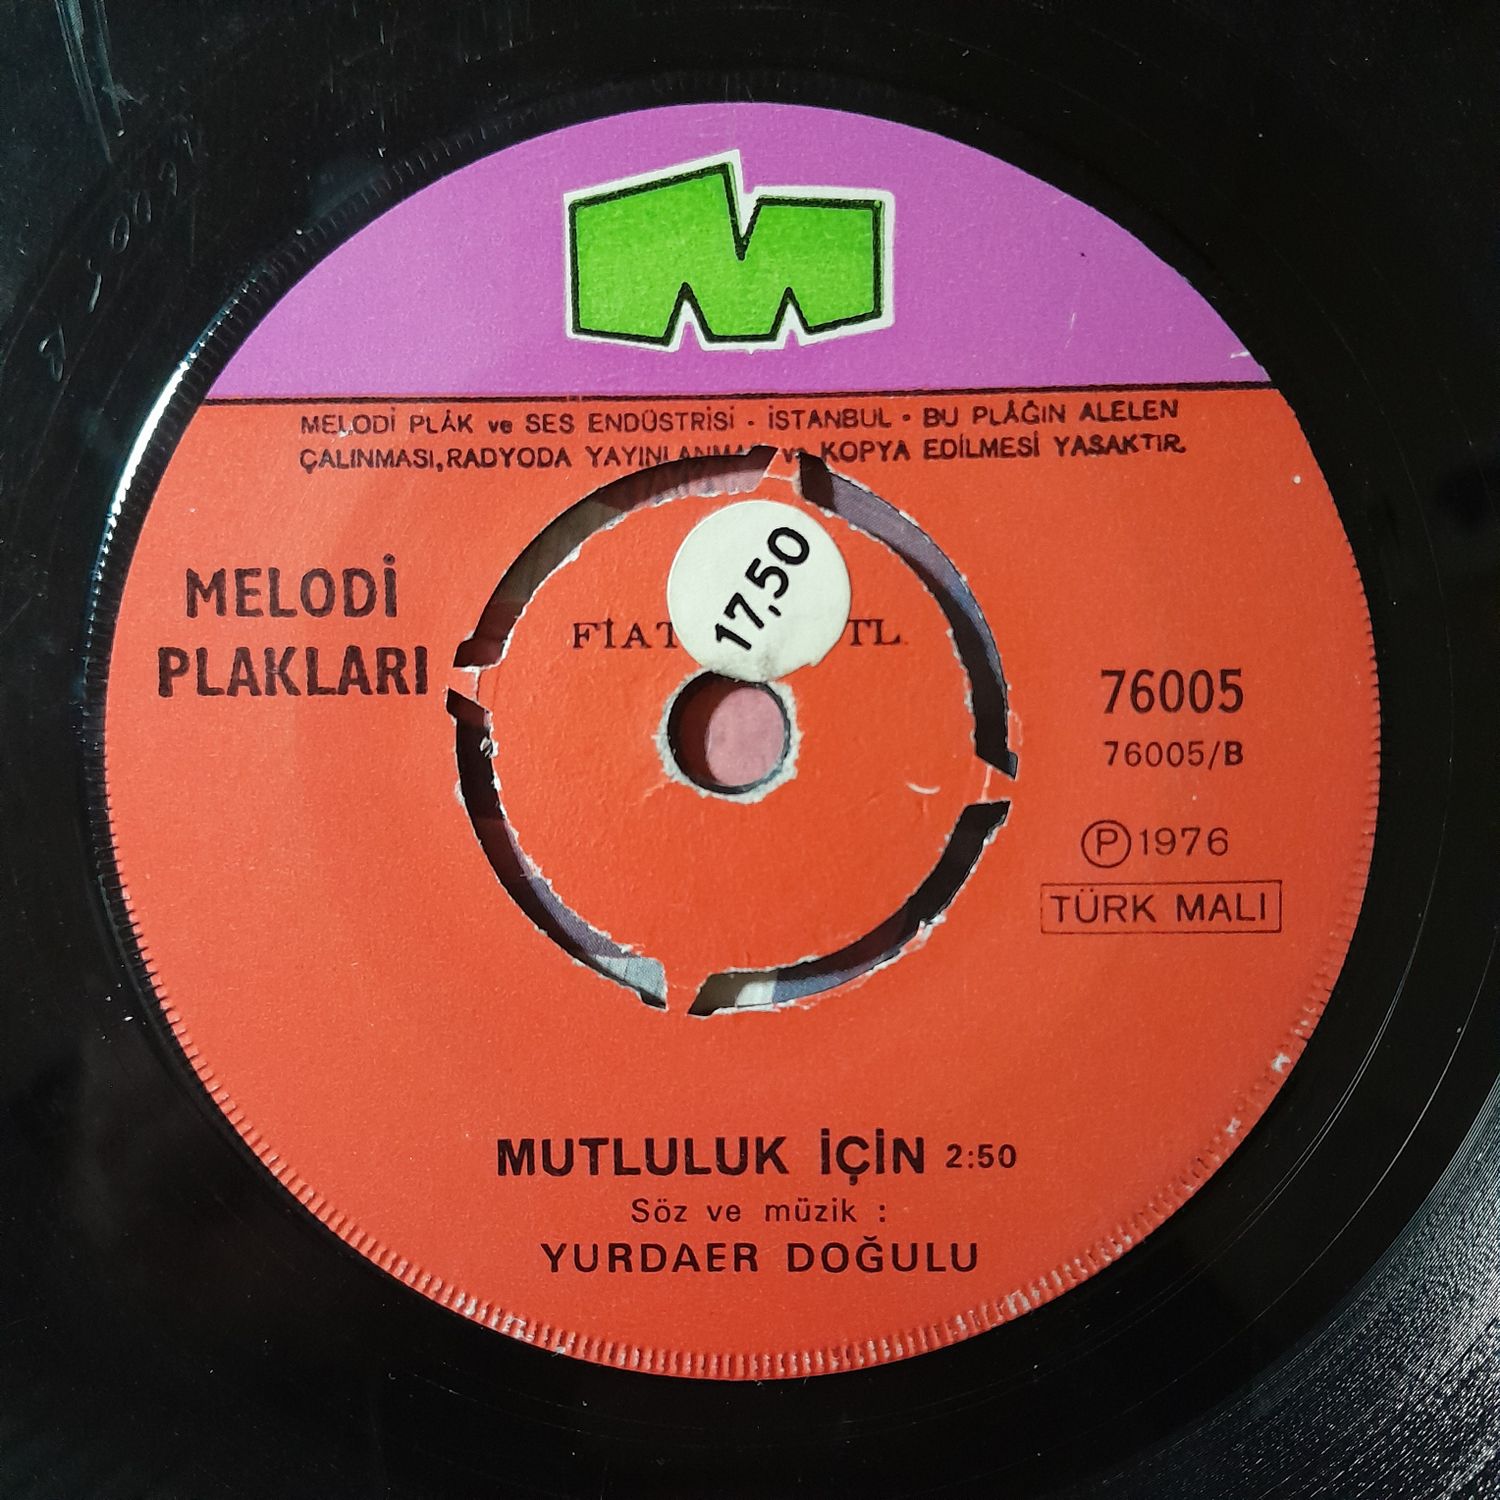 M
MELODİ PLÂK ve SES ENDÜSTRİSİ - İSTANBUL - BU PLÂĞIN ALELEN
ÇALINMASI, RADYODA YAYINLANMASI ve KOPYA EDİLMESİ YASAKTIR.
MELODİ
PLAKLARI
17,50
FİAT TL.
76005
76005/B
Ⓟ1976
TÜRK MALI
MUTLULUK İÇİN 2:50
Söz ve müzik :
YURDAER DOĞULU